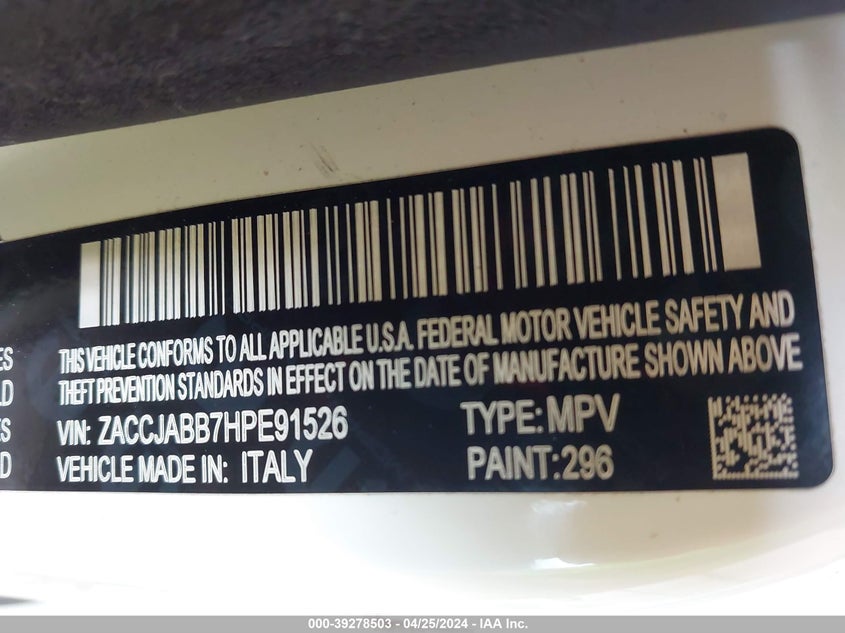 THIS VEHICLE CONFORMS TO ALL APPLICABLE U.S.A. FEDERAL MOTOR VEHICLE SAFETY AND
THEFT PREVENTION STANDARDS IN EFFECT ON THE DATE OF MANUFACTURE SHOWN ABOVE
VIN: ZACCJABB7HPE91526 TYPE: MPV
VEHICLE MADE IN: ITALY PAINT:296
000-39278503 - 04/25/2024 - IAA Inc.